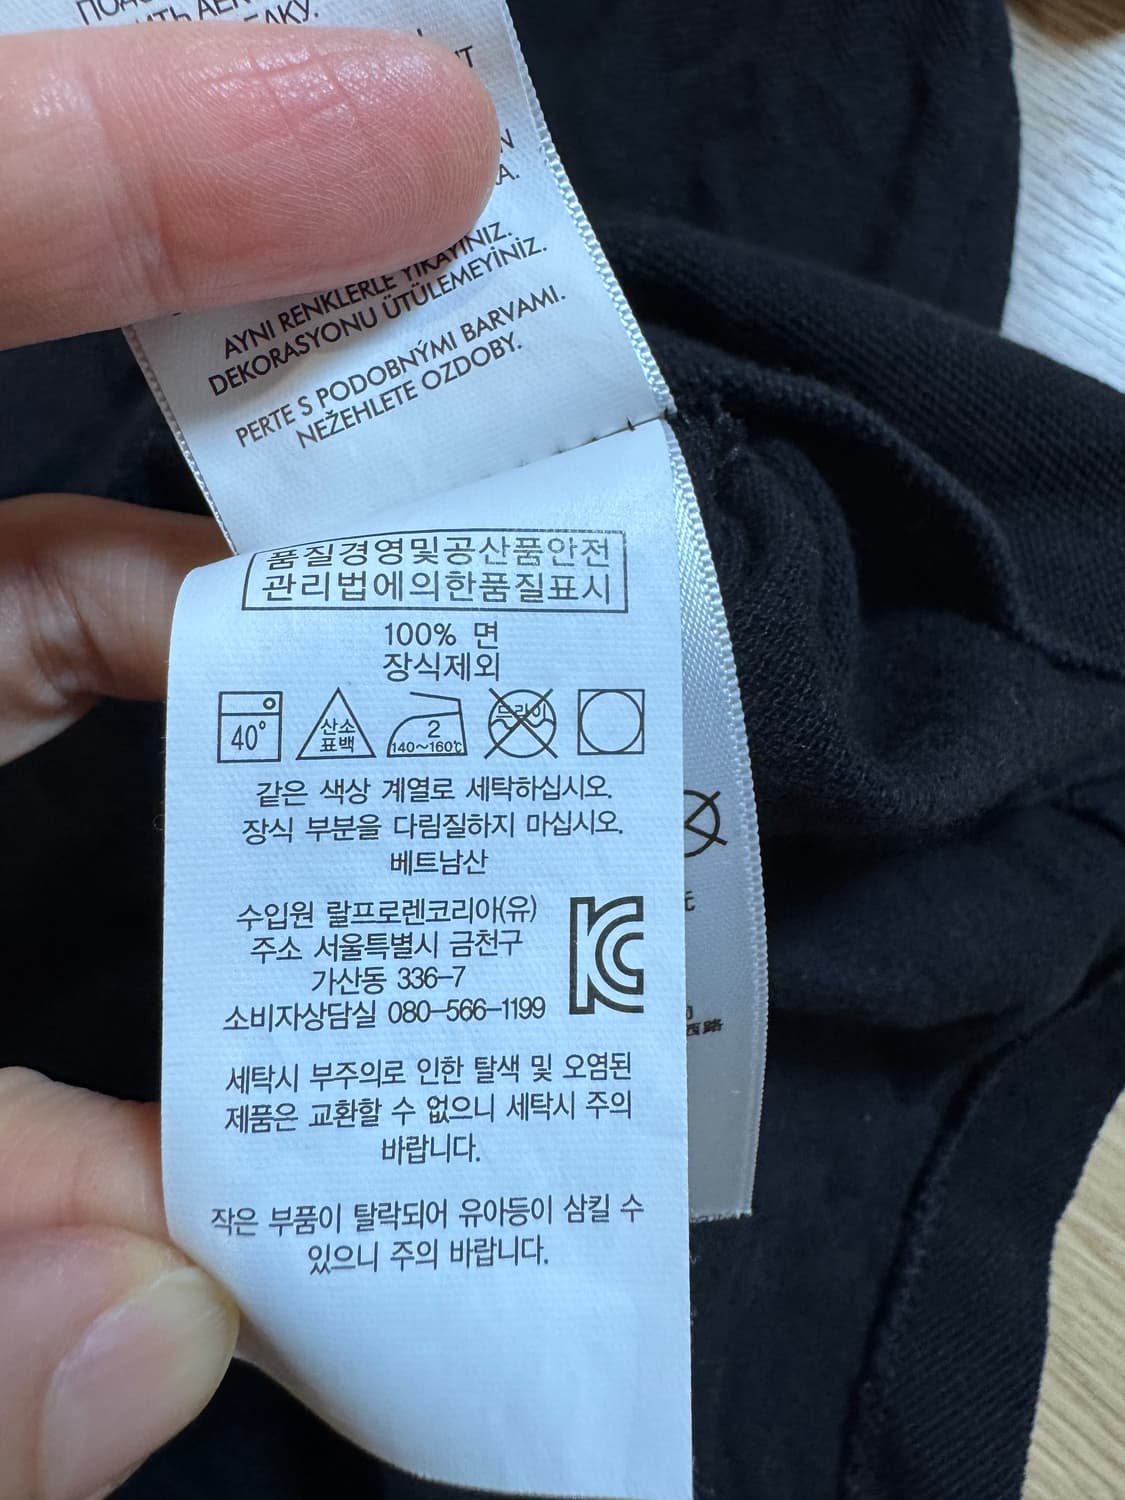 AYNI RENKLERLE YIKAYINIZ.
DEKORASYONU ÜTÜLEMEYİNİZ.
PERTE S PODOBNÝMI BARVAMI.
NEŽEHLETE OZDOBY.
품질경영및공산품안전
관리법에의한품질표시
100% 면
장식제외
40°
산소
표백
2
140~160℃
드라이
같은 색상 계열로 세탁하십시오.
장식 부분을 다림질하지 마십시오.
베트남산
수입원 랄프로렌코리아(유)
주소 서울특별시 금천구
가산동 336-7
소비자상담실 080-566-1199
KC
세탁시 부주의로 인한 탈색 및 오염된
제품은 교환할 수 없으니 세탁시 주의
바랍니다.
작은 부품이 탈락되어 유아등이 삼킬 수
있으니 주의 바랍니다.
西路